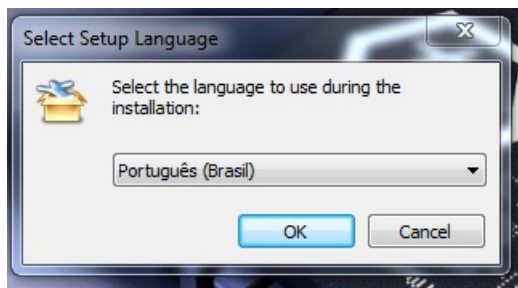 Select Setup Language
Select the language to use during the
installation:
Português (Brasil)
OK
Cancel